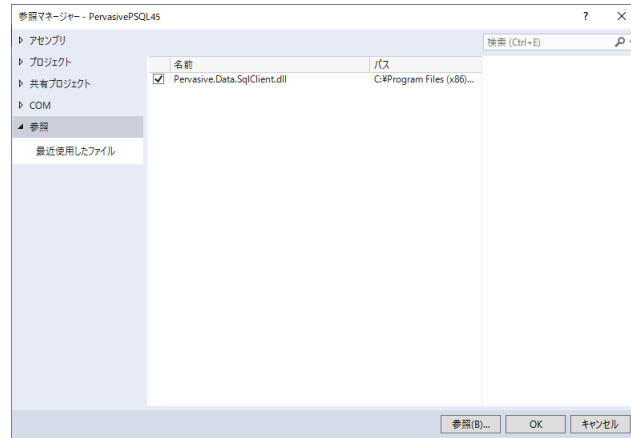 参照マネージャー - PervasivePSQL45
? ×
▷ アセンブリ
検索 (Ctrl+E)
▷ プロジェクト
名前 パス
▷ 共有プロジェクト
Pervasive.Data.SqlClient.dll C:¥Program Files (x86)...
▷ COM
◢ 参照
最近使用したファイル
参照(B)... OK キャンセル